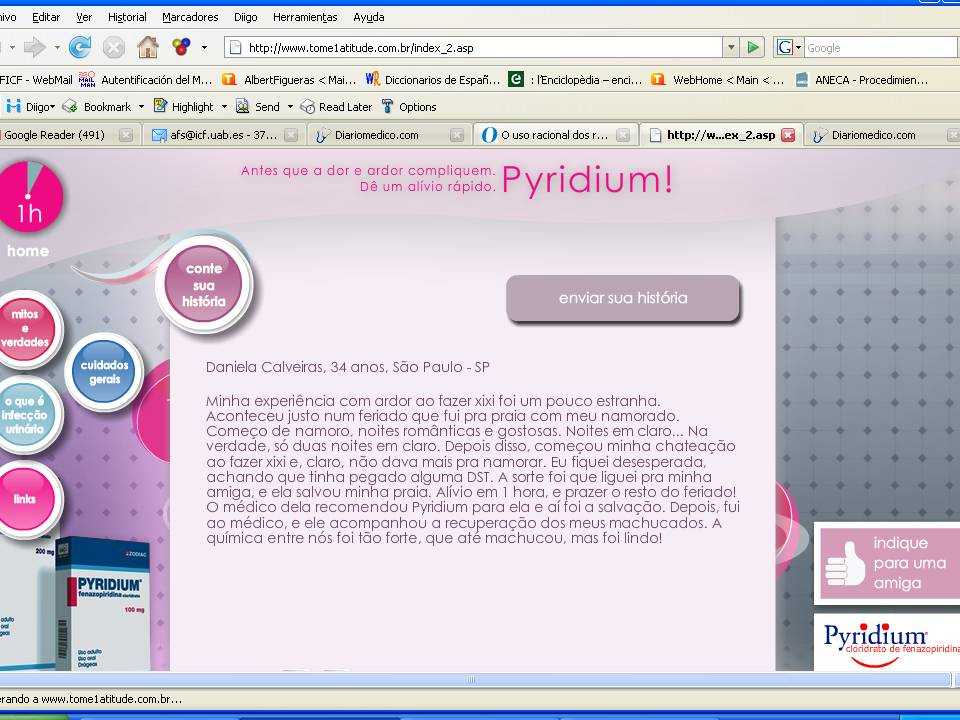 Editar Ver Historial Marcadores Diigo Herramientas Ayuda
http://www.tome1atitude.com.br/index_2.asp
Google
FICF - WebMail Autentificación del M... AlbertFigueras < Mai... Diccionarios de Españ... : l'Enciclopèdia – enci... WebHome < Main < ... ANECA - Procedimien...
Diigo Bookmark Highlight Send Read Later Options
Google Reader (491) afs@icf.uab.es - 37... Diariomedico.com O uso racional dos r... http://w...ex_2.asp Diariomedico.com
Antes que a dor e ardor compliquem.
Dê um alívio rápido.
Pyridium!
1h
home
conte
sua
história
enviar sua história
mitos
e
verdades
cuidados
gerais
o que é
infecção
urinária
links
Daniela Calveiras, 34 anos, São Paulo - SP
Minha experiência com ardor ao fazer xixi foi um pouco estranha.
Aconteceu justo num feriado que fui pra praia com meu namorado.
Começo de namoro, noites românticas e gostosas. Noites em claro... Na
verdade, só duas noites em claro. Depois disso, começou minha chateação
ao fazer xixi e, claro, não dava mais pra namorar. Eu fiquei desesperada,
achando que tinha pegado alguma DST. A sorte foi que liguei pra minha
amiga, e ela salvou minha praia. Alívio em 1 hora, e prazer o resto do feriado!
O médico dela recomendou Pyridium para ela e aí foi a salvação. Depois, fui
ao médico, e ele acompanhou a recuperação dos meus machucados. A
química entre nós foi tão forte, que até machucou, mas foi lindo!
200 mg
ZODIAC
PYRIDIUM
fenazopiridina cloridrato
100 mg
Uso adulto
Uso oral
Drágeas
indique
para uma
amiga
Pyridium
cloridrato de fenazopiridina
www.tome1atitude.com.br...